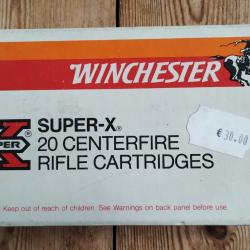 WINCHESTER
SUPER-X®
20 CENTERFIRE
RIFLE CARTRIDGES
€ 30.00
X
®
Keep out of reach of children. See Warnings on back panel before use.